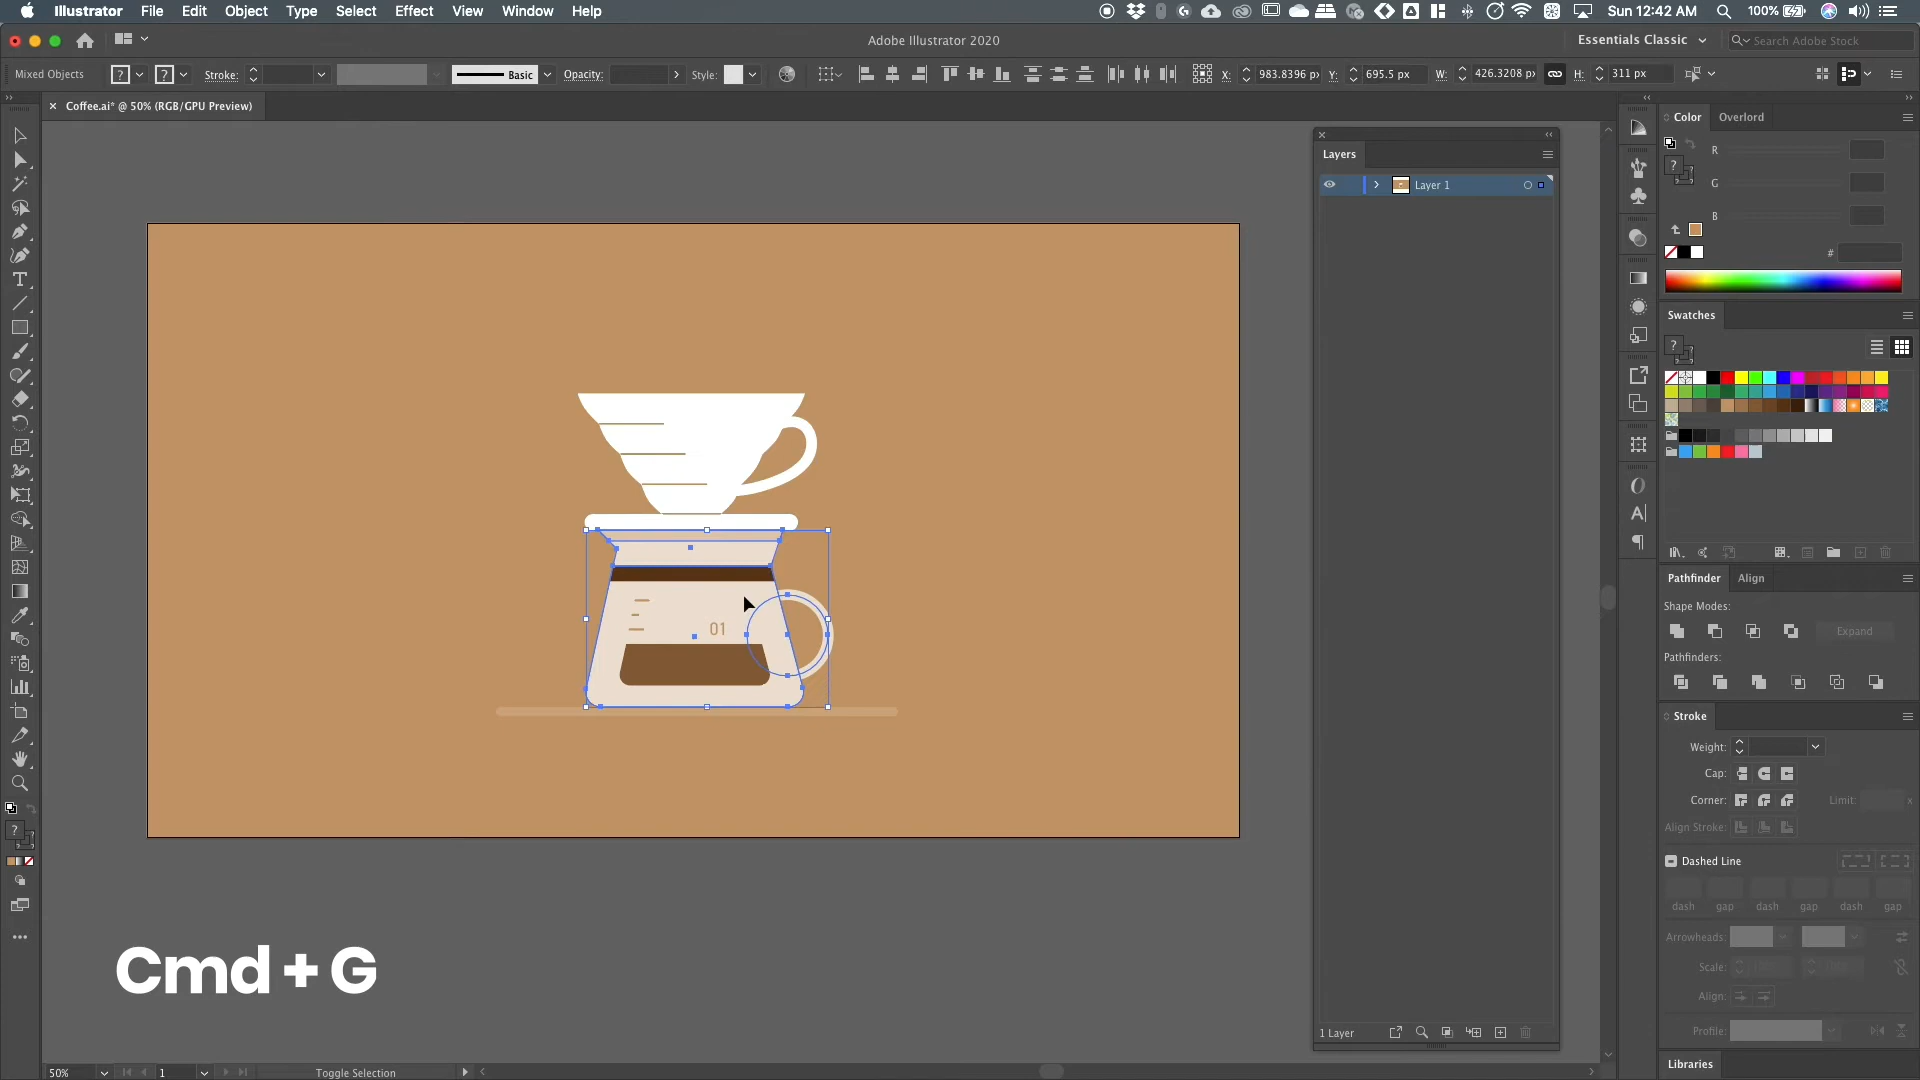 Illustrator File Edit Object Type Select Effect View Window Help
Sun 12:42 AM 100%
Adobe Illustrator 2020
Essentials Classic
Search Adobe Stock
Mixed Objects Stroke: Basic Opacity: Style: X: 983.8396 px Y: 695.5 px W: 426.3208 px H: 311 px
Coffee.ai* @ 50% (RGB/GPU Preview)
Layers
Layer 1
Color Overlord
R
G
B
#
Swatches
Pathfinder Align
Shape Modes:
Expand
Pathfinders:
Stroke
Weight:
Cap:
Corner: Limit: x
Align Stroke:
Dashed Line
dash gap dash gap dash gap
Arrowheads:
Scale:
Align:
Profile:
Libraries
01
Cmd + G
1 Layer
50% 1 Toggle Selection